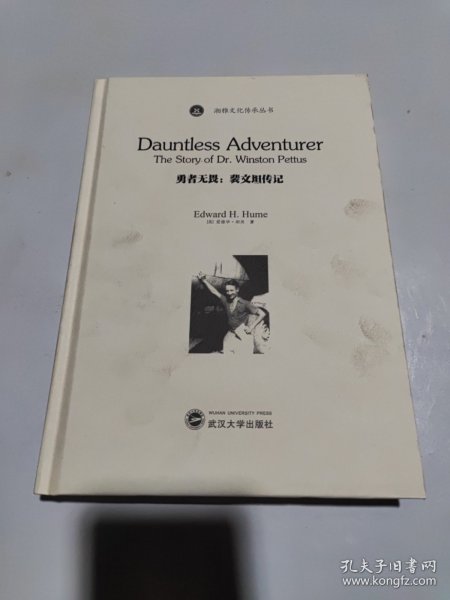 湘雅文化传承丛书
Dauntless Adventurer
The Story of Dr. Winston Pettus
勇者无畏：裴文坦传记
Edward H. Hume
[美] 爱德华·胡美 著
WUHAN UNIVERSITY PRESS
武汉大学出版社
孔夫子旧书网
www.kongfz.com